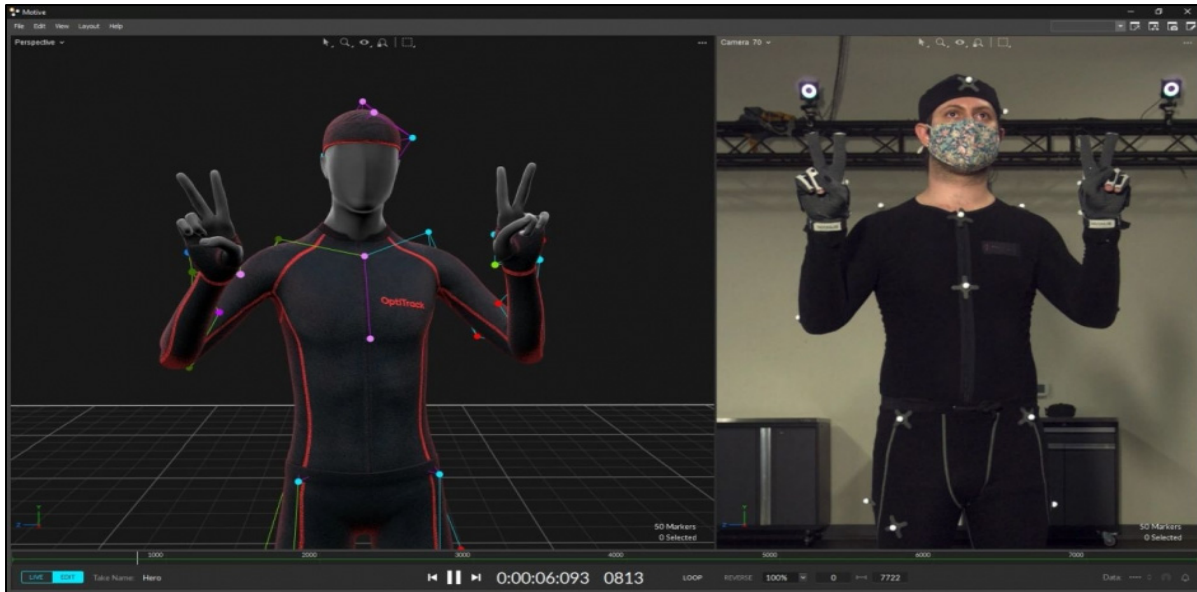 Motive
File Edit View Layout Help
Perspective
Camera 70
OptiTrack
50 Markers
0 Selected
50 Markers
0 Selected
1000 2000 3000 4000 5000 6000 7000
LIVE EDIT Take Name: Hero 0:00:06:093 0813 LOOP REVERSE 100% 0 7722 Data: ----